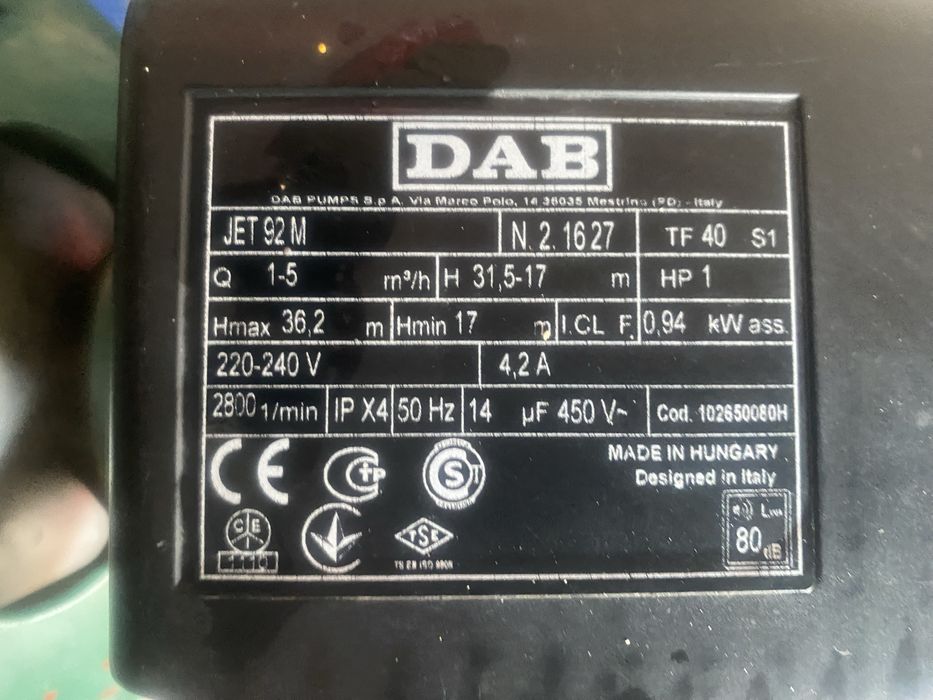 DAB
DAB PUMPS S.p.A. Via Marco Polo, 14 35035 Mestrino (PD) - Italy
JET 92 M N. 2. 1627 TF 40 S1
Q 1-5 m³/h H 31,5-17 m HP 1
Hmax 36,2 m Hmin 17 m I.CL F. 0,94 kW ass.
220-240 V 4,2 A
2800 1/min IP X4 50 Hz 14 µF 450 V~ Cod. 102650080H
CE
MADE IN HUNGARY
Designed in Italy
CE
TSE
80 dB